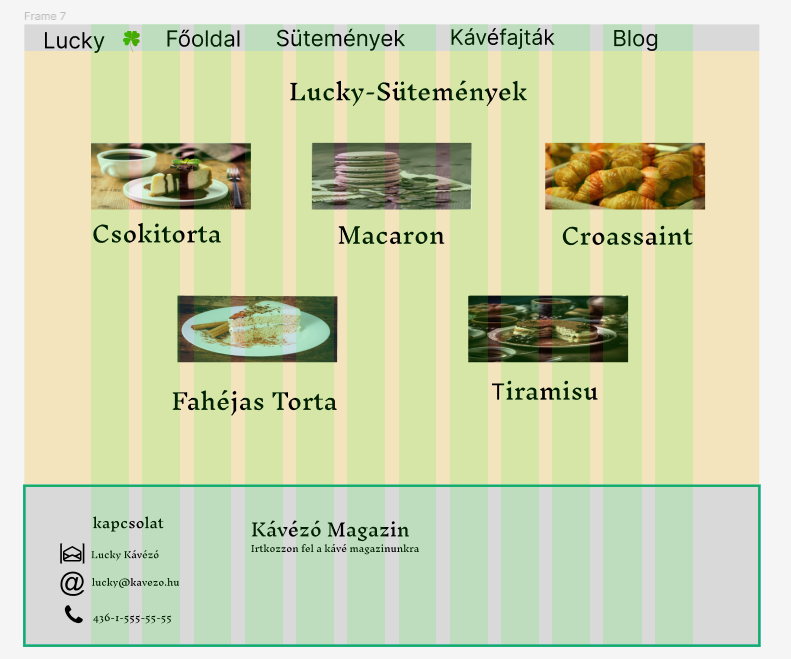 Frame 7
Lucky 🍀 Főoldal Sütemények Kávéfajták Blog
Lucky-Sütemények
Csokitorta Macaron Croassaint
Fahéjas Torta Tiramisu
kapcsolat
Lucky Kávézó
lucky@kavezo.hu
436-1-555-55-55
Kávézó Magazin
Irtkozzon fel a kávé magazinunkra